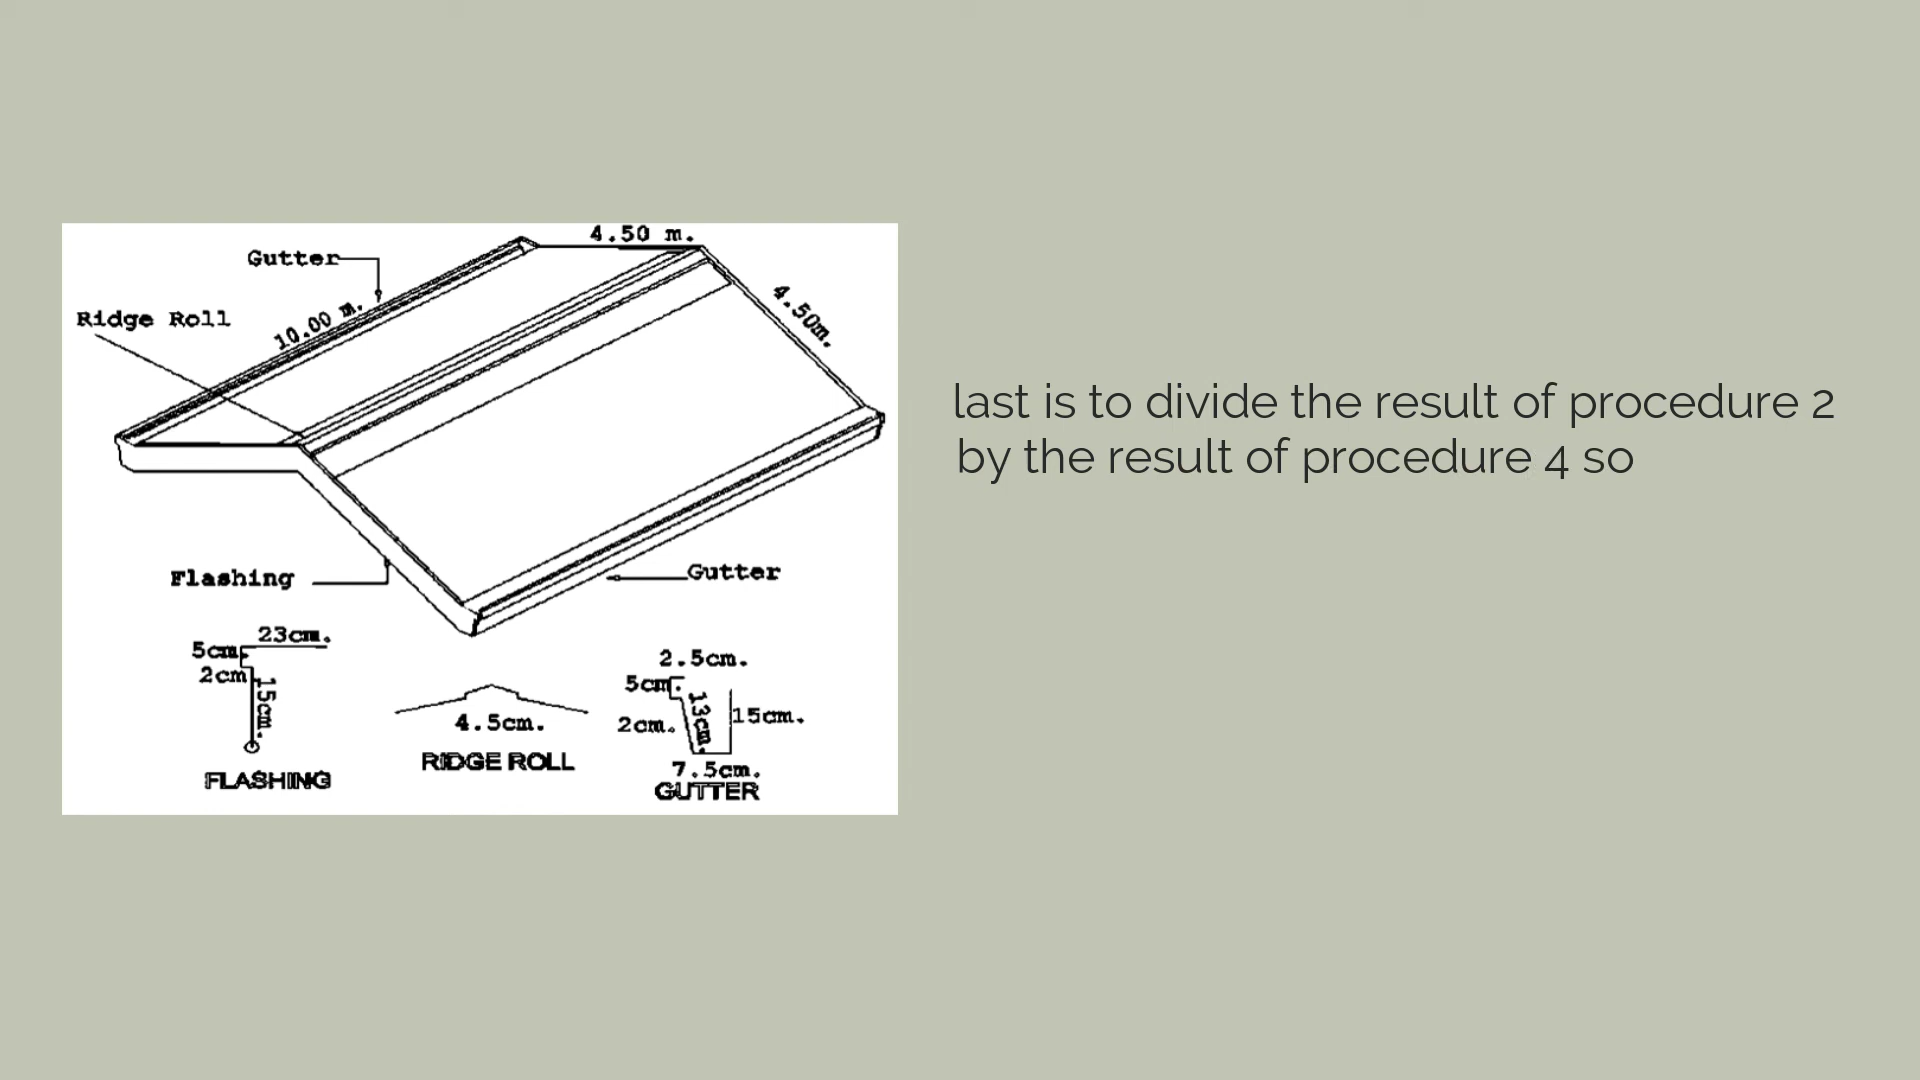 4.50 m.
Gutter
4.50m.
10.00 m.
Ridge Roll
last is to divide the result of procedure 2
by the result of procedure 4 so
Flashing
Gutter
23cm.
5cm.
2cm
15cm.
FLASHING
4.5cm.
RIDGE ROLL
2.5cm.
5cm.
13cm.
15cm.
2cm.
7.5cm.
GUTTER